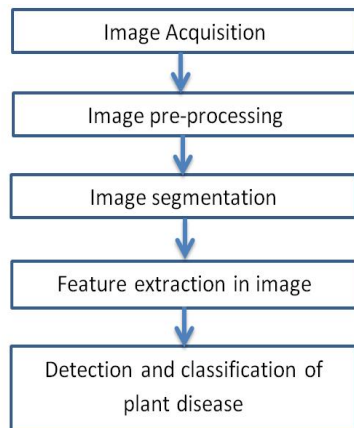 Image Acquisition
Image pre-processing
Image segmentation
Feature extraction in image
Detection and classification of
plant disease